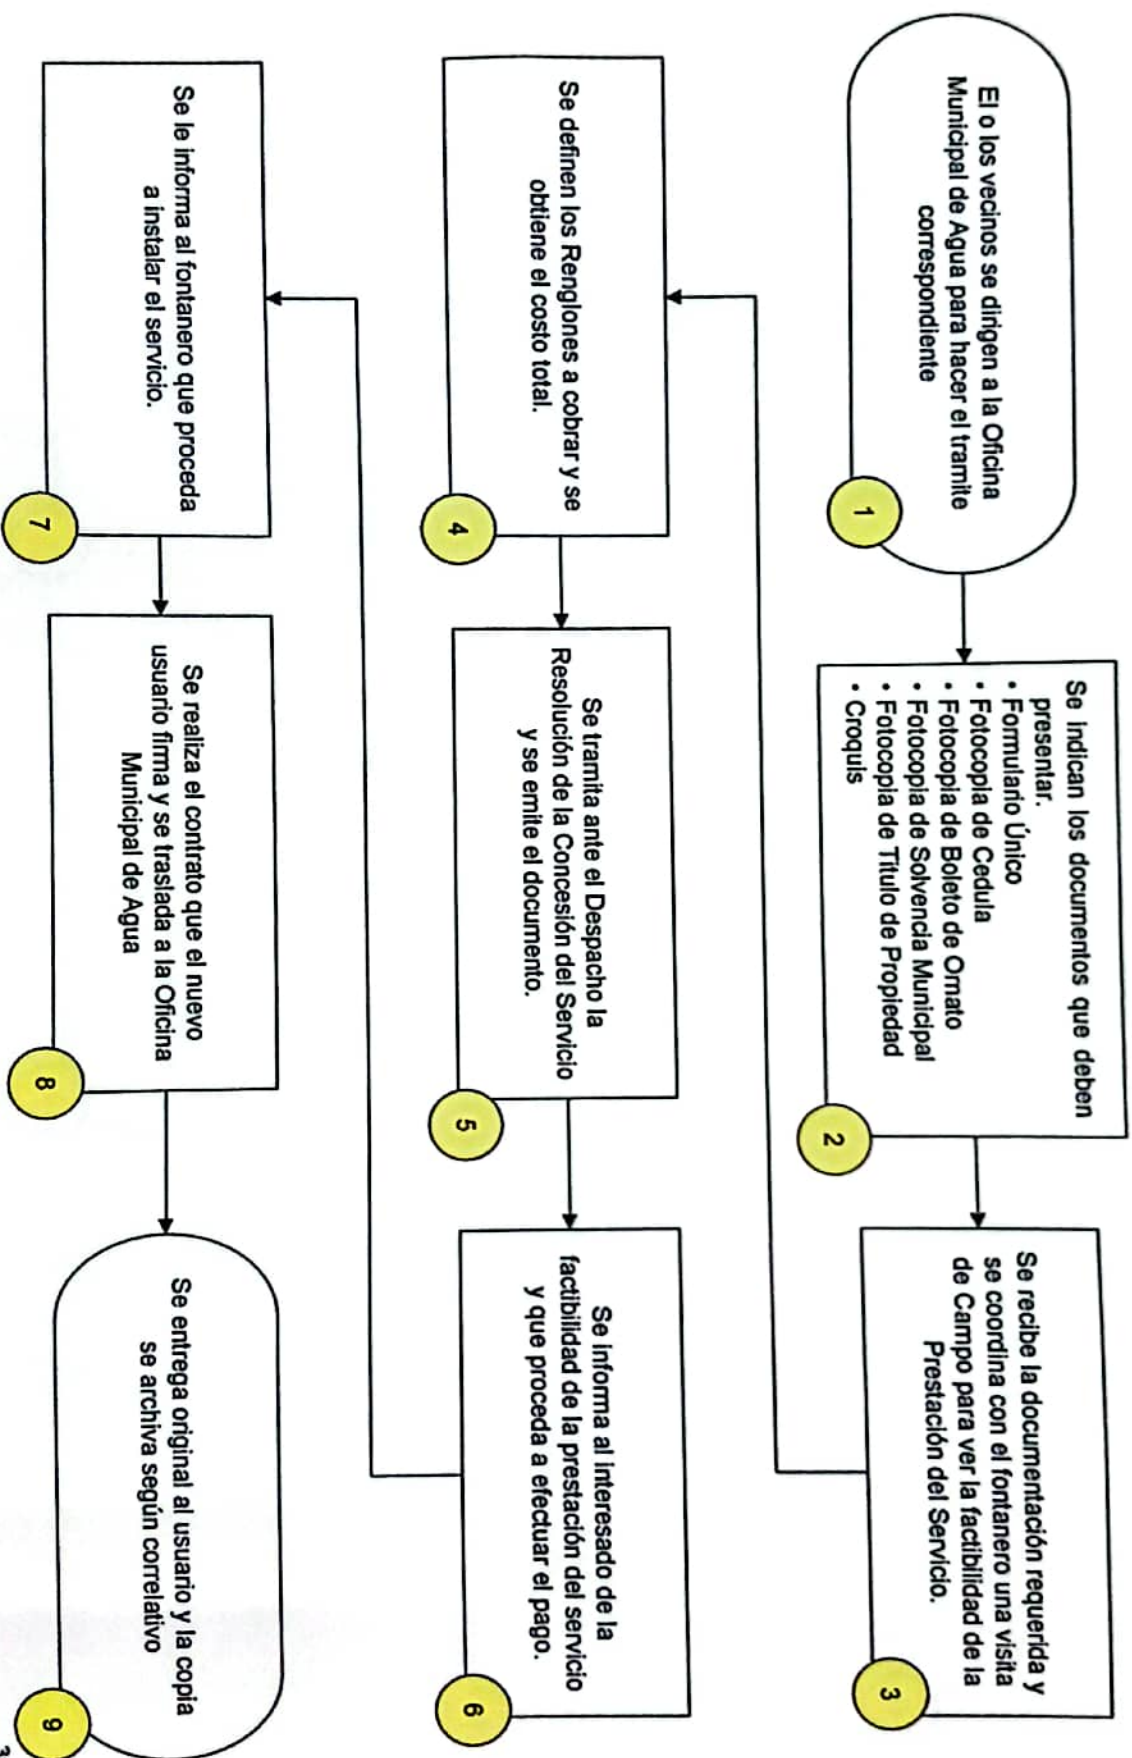 El o los vecinos se dirigen a la Oficina
Municipal de Agua para hacer el tramite
correspondiente
1
Se indican los documentos que deben
presentar.
• Formulario Único
• Fotocopia de Cedula
• Fotocopia de Boleto de Ornato
• Fotocopia de Solvencia Municipal
• Fotocopia de Titulo de Propiedad
• Croquis
2
Se recibe la documentación requerida y
se coordina con el fontanero una visita
de Campo para ver la factibilidad de la
Prestación del Servicio.
3
Se definen los Renglones a cobrar y se
obtiene el costo total.
4
Se tramita ante el Despacho la
Resolución de la Concesión del Servicio
y se emite el documento.
5
Se informa al interesado de la
factibilidad de la prestación del servicio
y que proceda a efectuar el pago.
6
Se le informa al fontanero que proceda
a instalar el servicio.
7
Se realiza el contrato que el nuevo
usuario firma y se traslada a la Oficina
Municipal de Agua
8
Se entrega original al usuario y la copia
se archiva según correlativo
9